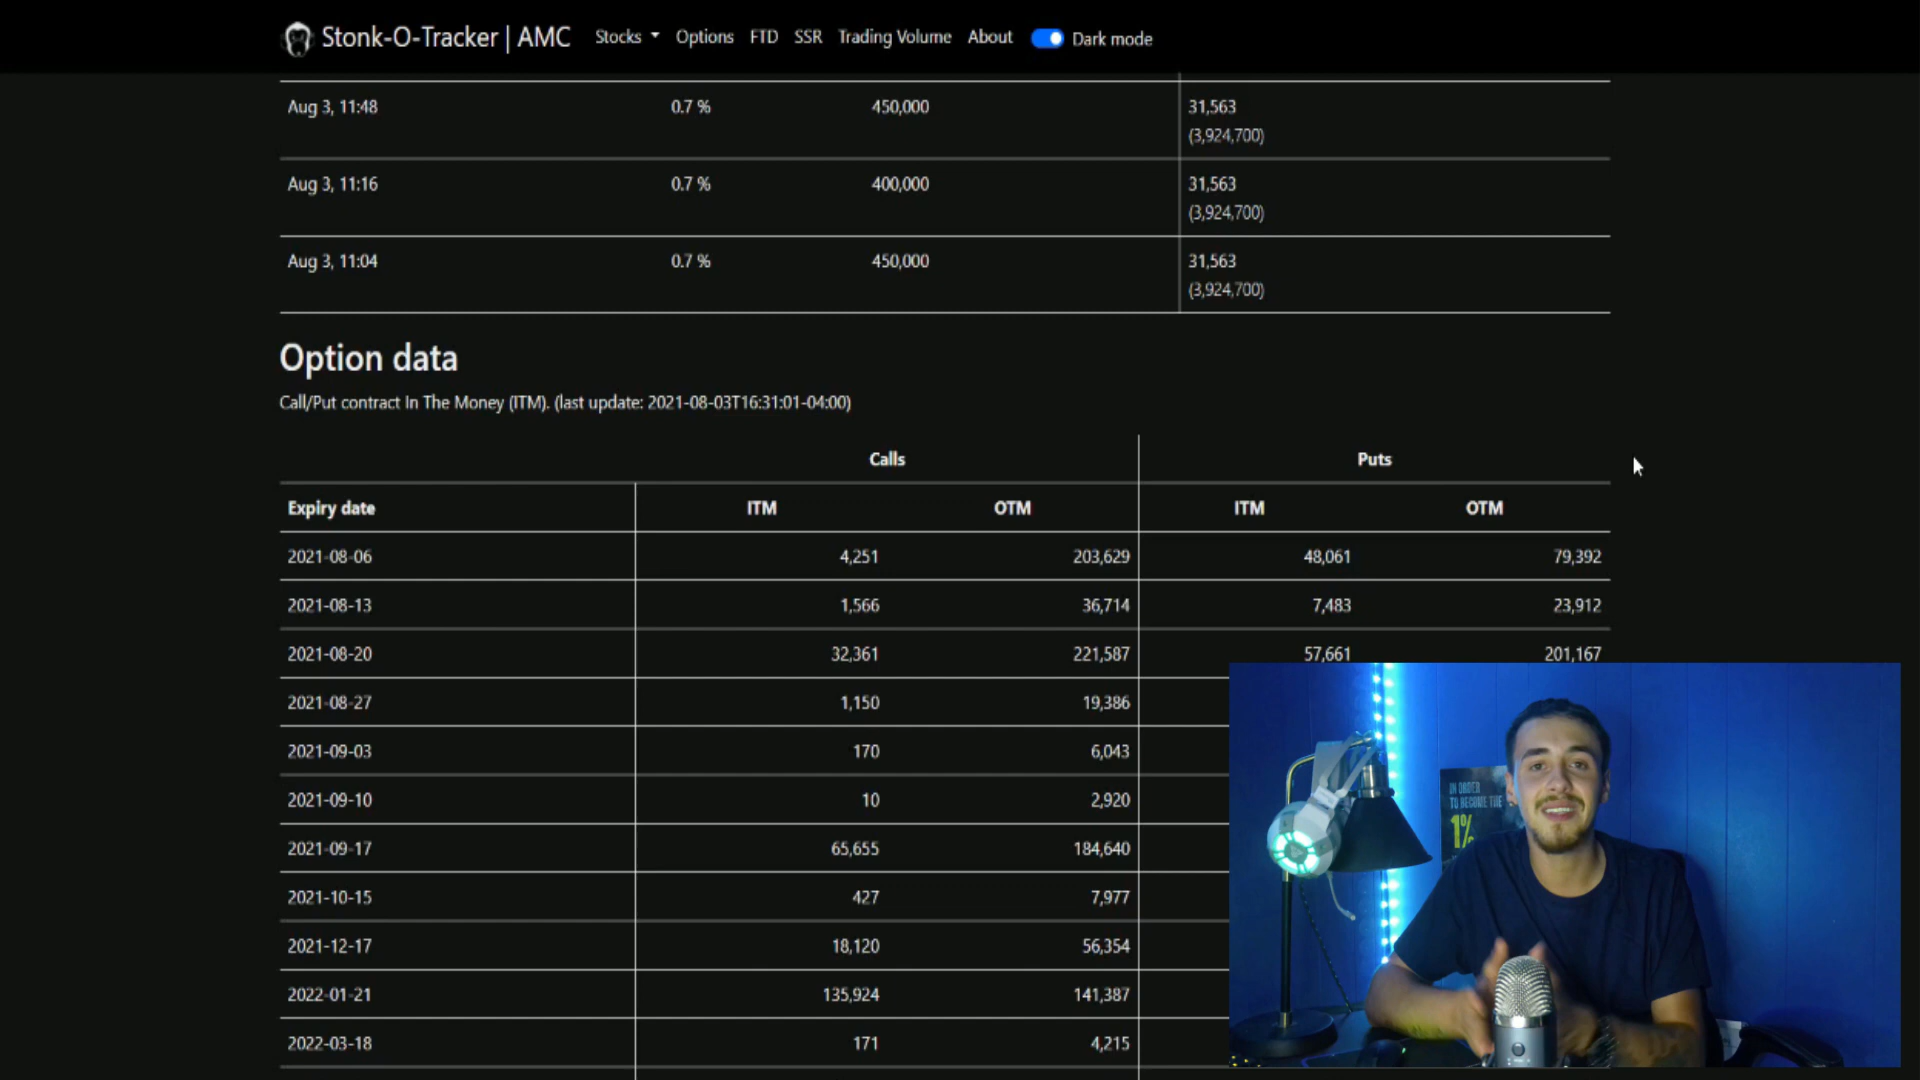 Stonk-O-Tracker | AMC Stocks Options FTD SSR Trading Volume About Dark mode
Aug 3, 11:48 0.7 % 450,000 31,563
(3,924,700)
Aug 3, 11:16 0.7 % 400,000 31,563
(3,924,700)
Aug 3, 11:04 0.7 % 450,000 31,563
(3,924,700)
Option data
Call/Put contract In The Money (ITM). (last update: 2021-08-03T16:31:01-04:00)
Calls Puts
Expiry date ITM OTM ITM OTM
2021-08-06 4,251 203,629 48,061 79,392
2021-08-13 1,566 36,714 7,483 23,912
2021-08-20 32,361 221,587 57,661 201,167
2021-08-27 1,150 19,386
2021-09-03 170 6,043
2021-09-10 10 2,920
2021-09-17 65,655 184,640
2021-10-15 427 7,977
2021-12-17 18,120 56,354
2022-01-21 135,924 141,387
2022-03-18 171 4,215
IN ORDER
TO BECOME THE
1%